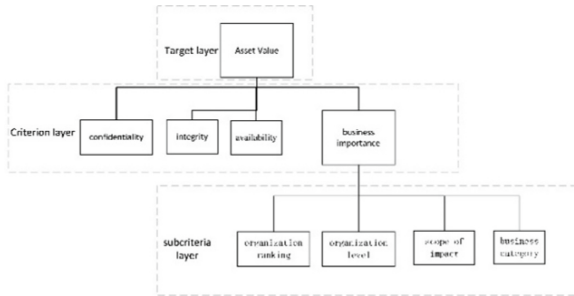 Target layer
Asset Value
Criterion layer
confidentiality
integrity
availability
business
importance
subcriteria
layer
organization
ranking
organization
level
scope of
impact
business
category